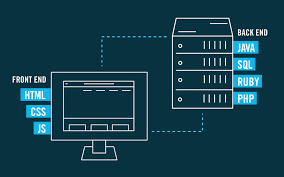 FRONT END
HTML
CSS
JS
BACK END
JAVA
SQL
RUBY
PHP